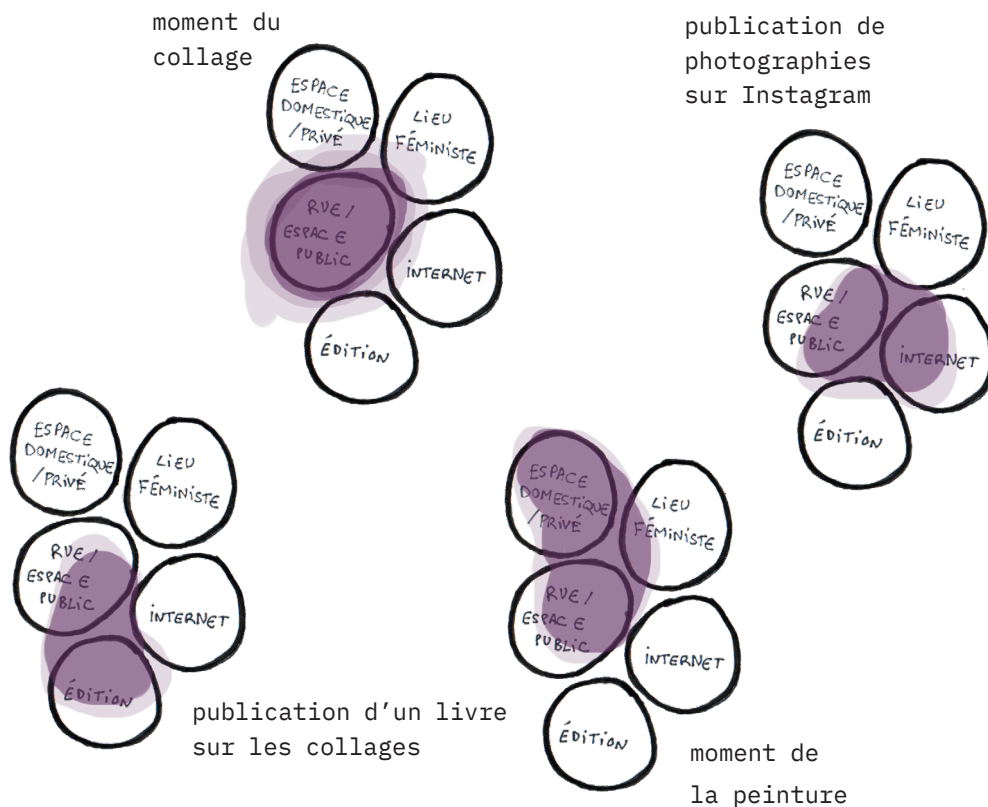 moment du
collage
ESPACE
DOMESTIQUE
/PRIVÉ
LIEU
FÉMINISTE
RUE /
ESPACE
PUBLIC
INTERNET
ÉDITION
publication de
photographies
sur Instagram
ESPACE
DOMESTIQUE
/PRIVÉ
LIEU
FÉMINISTE
RUE /
ESPACE
PUBLIC
INTERNET
ÉDITION
ESPACE
DOMESTIQUE
/PRIVÉ
LIEU
FÉMINISTE
RUE /
ESPACE
PUBLIC
INTERNET
ÉDITION
publication d’un livre
sur les collages
ESPACE
DOMESTIQUE
/PRIVÉ
LIEU
FÉMINISTE
RUE /
ESPACE
PUBLIC
INTERNET
ÉDITION
moment de
la peinture